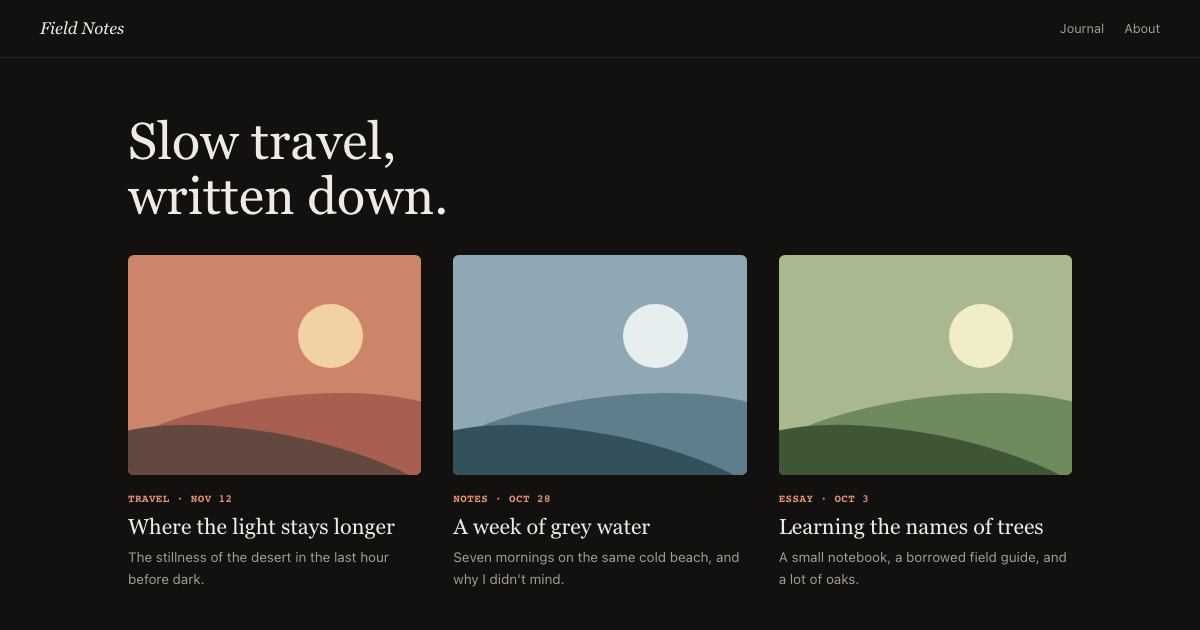 Field Notes
Journal
About
Slow travel,
written down.
TRAVEL · NOV 12
Where the light stays longer
The stillness of the desert in the last hour
before dark.
NOTES · OCT 28
A week of grey water
Seven mornings on the same cold beach, and
why I didn't mind.
ESSAY · OCT 3
Learning the names of trees
A small notebook, a borrowed field guide, and
a lot of oaks.